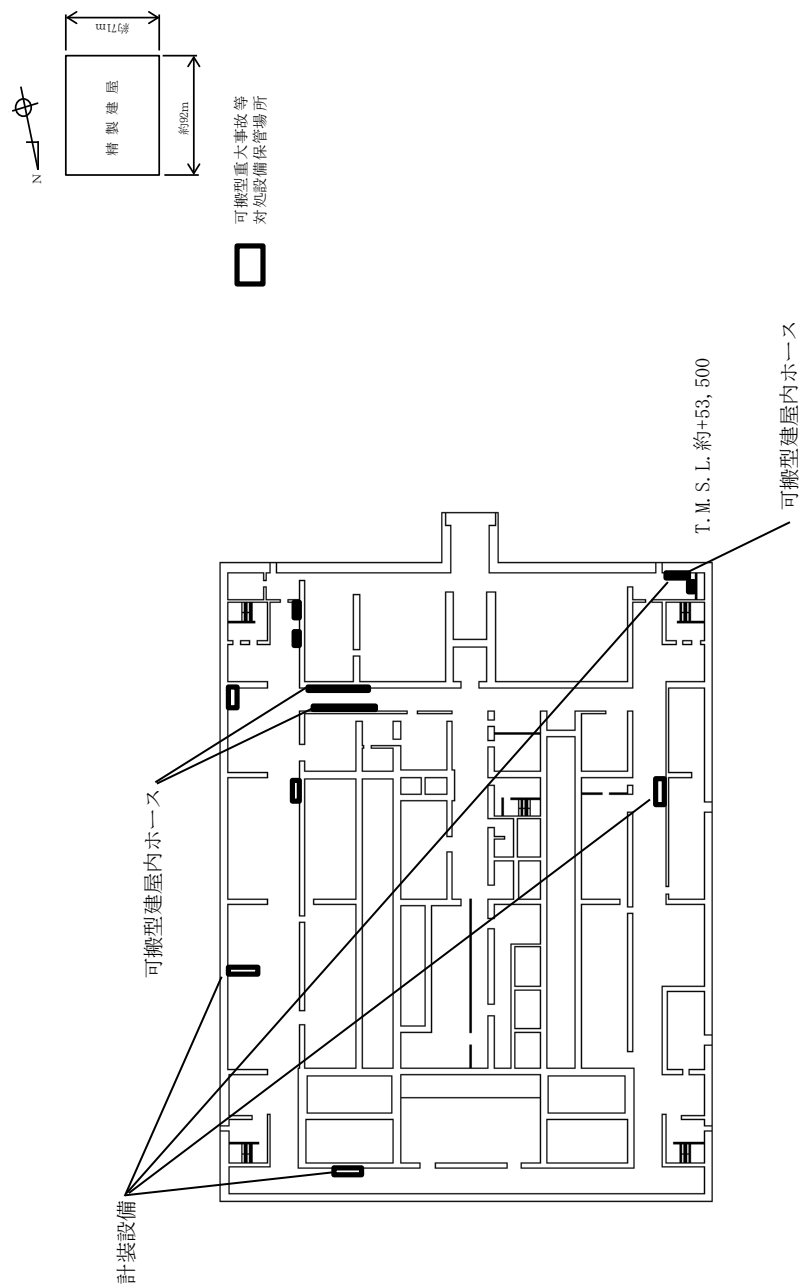 N
精製建屋
約71m
約92m
可搬型重大事故等
対処設備保管場所
T.M.S.L.約+53,500
可搬型建屋内ホース
可搬型建屋内ホース
計装設備